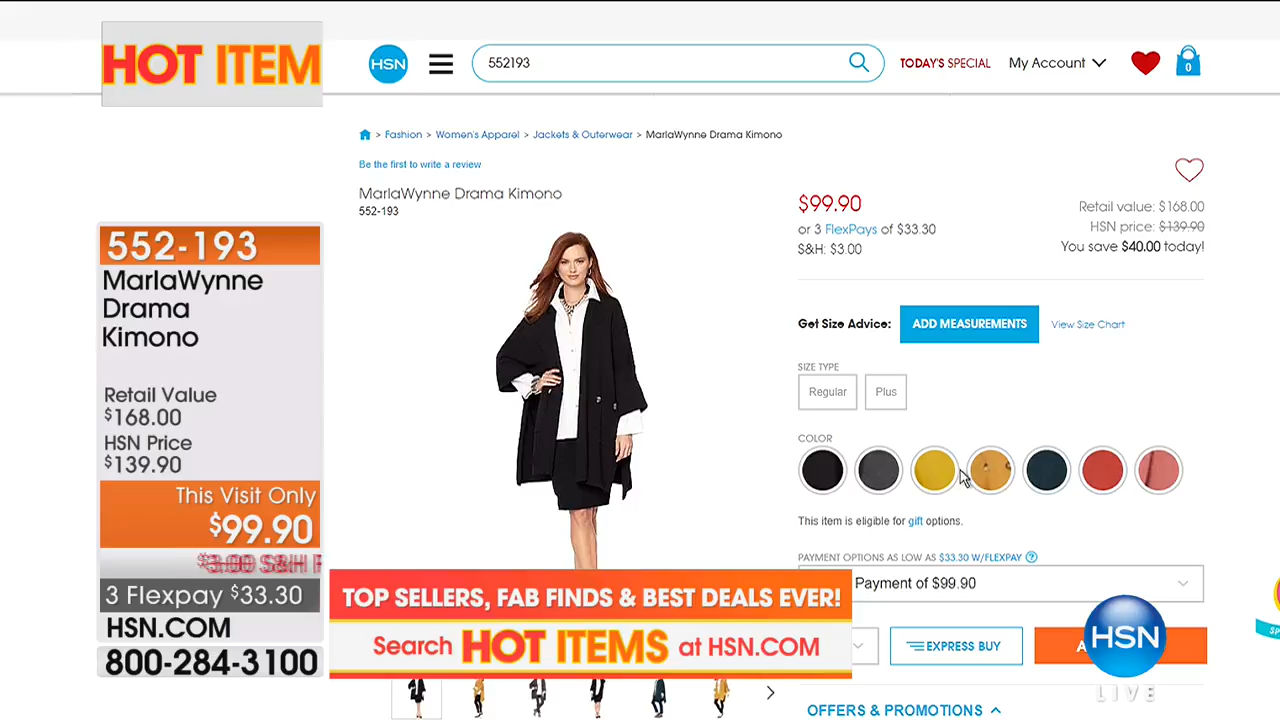 HOT ITEM
HSN
552193
TODAY'S SPECIAL
My Account
0
> Fashion > Women's Apparel > Jackets & Outerwear > MarlaWynne Drama Kimono
Be the first to write a review
MarlaWynne Drama Kimono
552-193
$99.90
or 3 FlexPays of $33.30
S&H: $3.00
Retail value: $168.00
HSN price: $139.90
You save $40.00 today!
Get Size Advice:
ADD MEASUREMENTS
View Size Chart
SIZE TYPE
Regular
Plus
COLOR
This item is eligible for gift options.
PAYMENT OPTIONS AS LOW AS $33.30 W/FLEXPAY ?
Payment of $99.90
EXPRESS BUY
OFFERS & PROMOTIONS
552-193
MarlaWynne
Drama
Kimono
Retail Value
$168.00
HSN Price
$139.90
This Visit Only
$99.90
$3.00 S&H
3 Flexpay $33.30
HSN.COM
800-284-3100
TOP SELLERS, FAB FINDS & BEST DEALS EVER!
Search HOT ITEMS at HSN.COM
HSN
LIVE